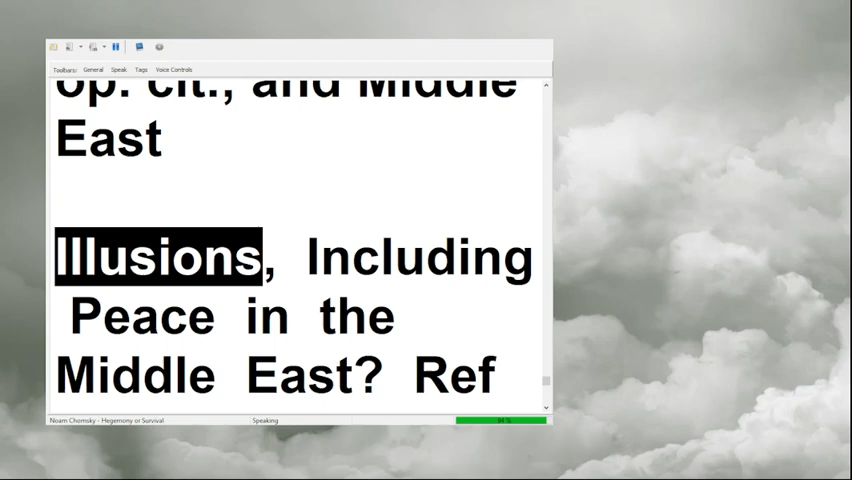 Toolbars: General Speak Tags Voice Controls
op. cit., and Middle
East
Illusions, Including
Peace in the
Middle East? Ref
Noam Chomsky - Hegemony or Survival Speaking 94 %